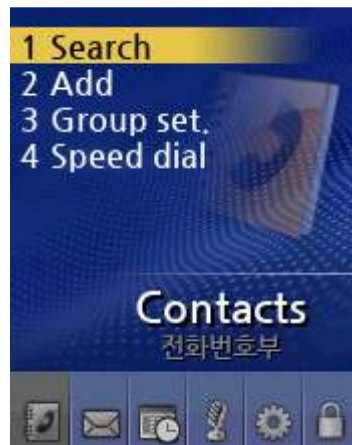 1 Search
2 Add
3 Group set.
4 Speed dial
Contacts
전화번호부